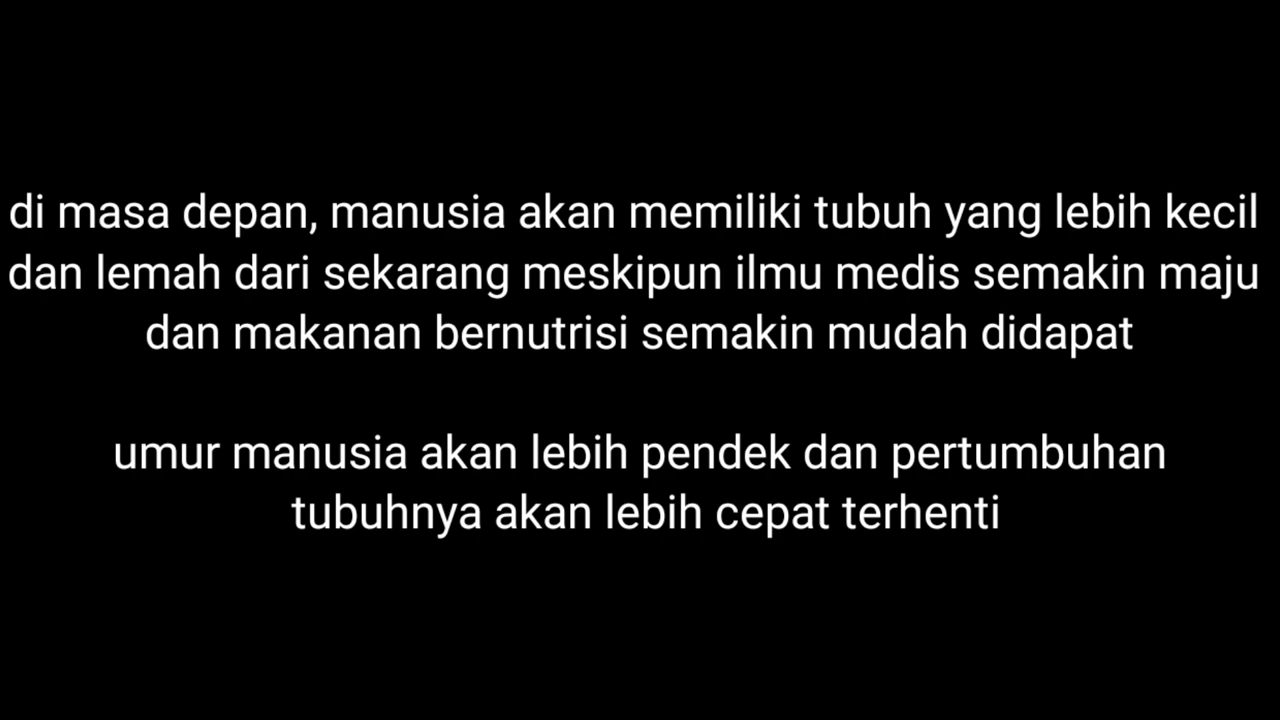 di masa depan, manusia akan memiliki tubuh yang lebih kecil
dan lemah dari sekarang meskipun ilmu medis semakin maju
dan makanan bernutrisi semakin mudah didapat
umur manusia akan lebih pendek dan pertumbuhan
tubuhnya akan lebih cepat terhenti